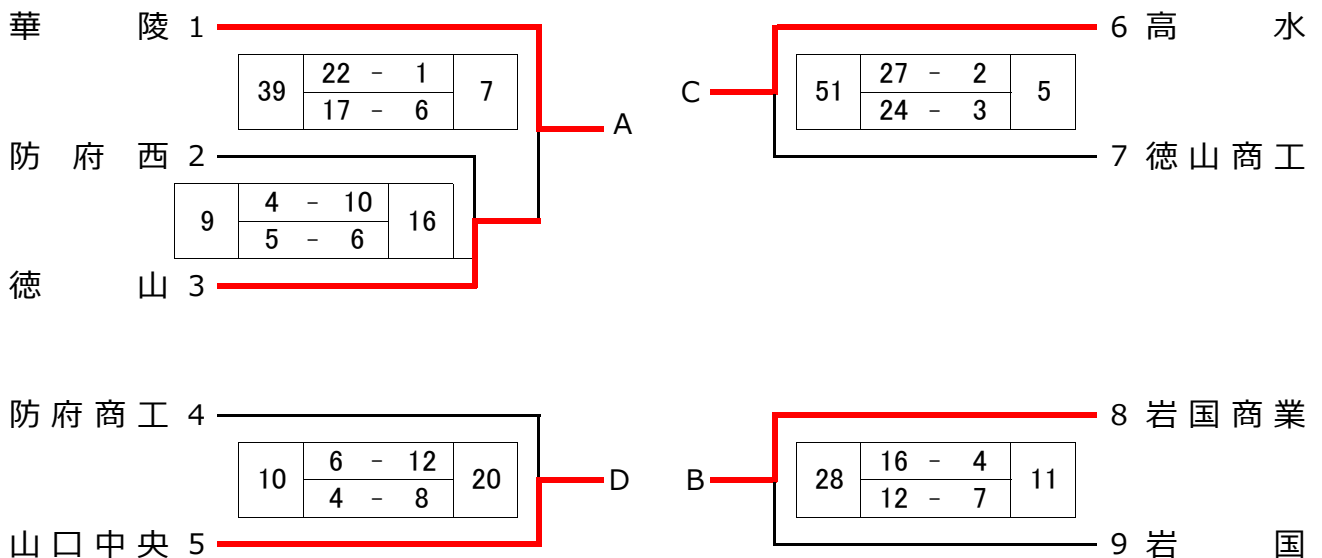 華陵 1
39 22 - 1 7
17 - 6
A
防府西 2
9 4 - 10 16
5 - 6
徳山 3
防府商工 4
10 6 - 12 20
4 - 8
D
山口中央 5
6 高水
C
51 27 - 2 5
24 - 3
7 徳山商工
8 岩国商業
B
28 16 - 4 11
12 - 7
9 岩国